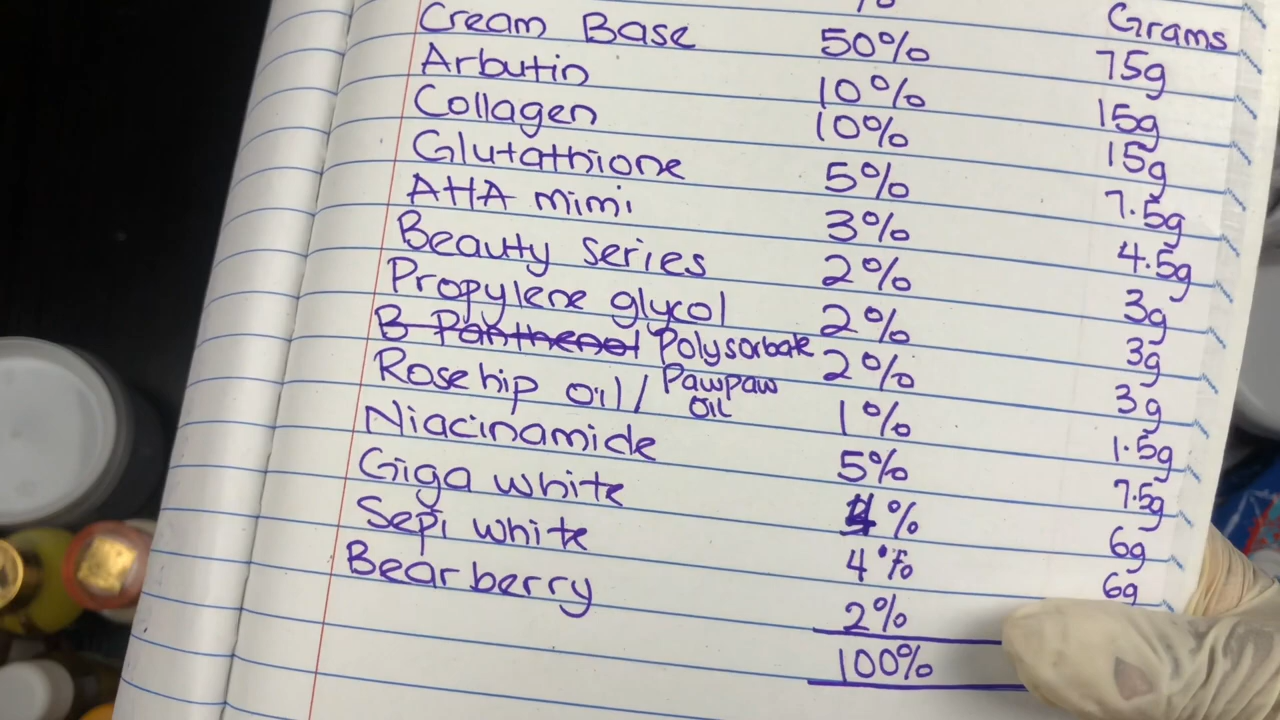 % Grams
Cream Base 50% 75g
Arbutin 10% 15g
Collagen 10% 15g
Glutathione 5% 7.5g
AHA mimi 3% 4.5g
Beauty series 2% 3g
Propylene glycol 2% 3g
B Panthenol Polysorbate 2% 3g
Rosehip oil / Pawpaw OIL 1% 1.5g
Niacinamide 5% 7.5g
Giga white 4% 6g
Sepi white 4% 6g
Bearberry 2%
100%